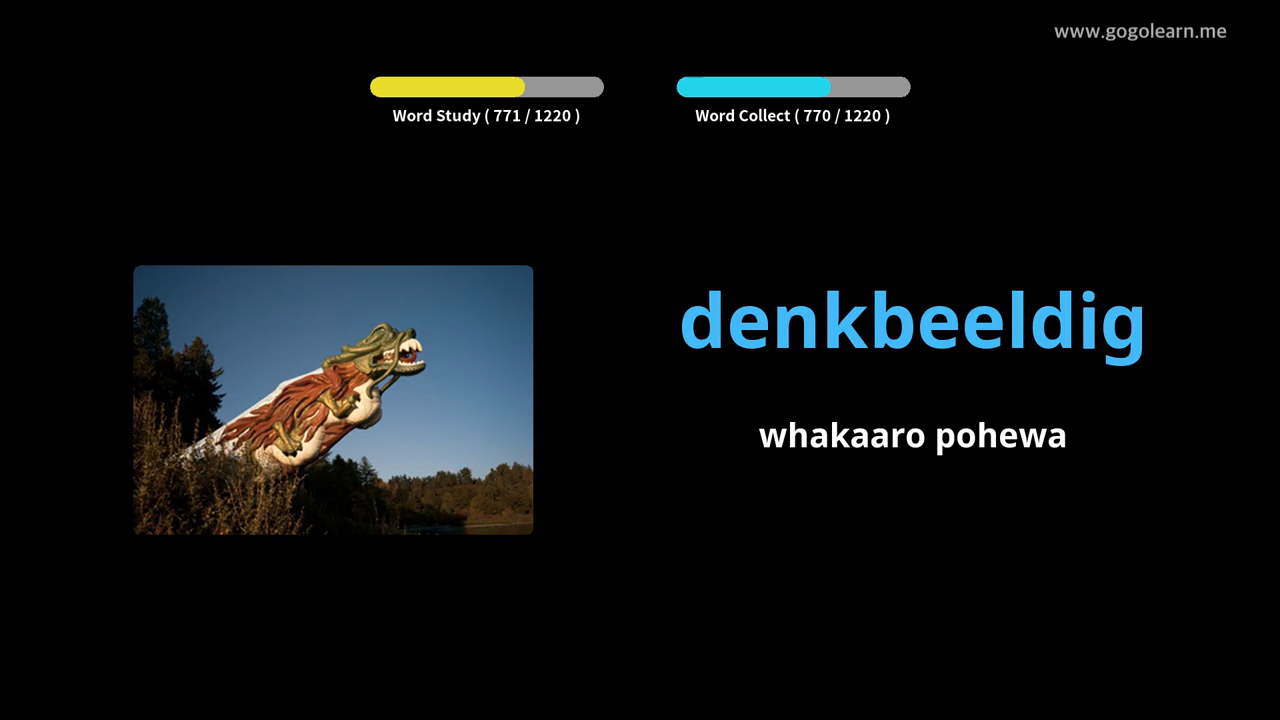 www.gogolearn.me
Word Study ( 771 / 1220 )
Word Collect ( 770 / 1220 )
denkbeeldig
whakaaro pohewa